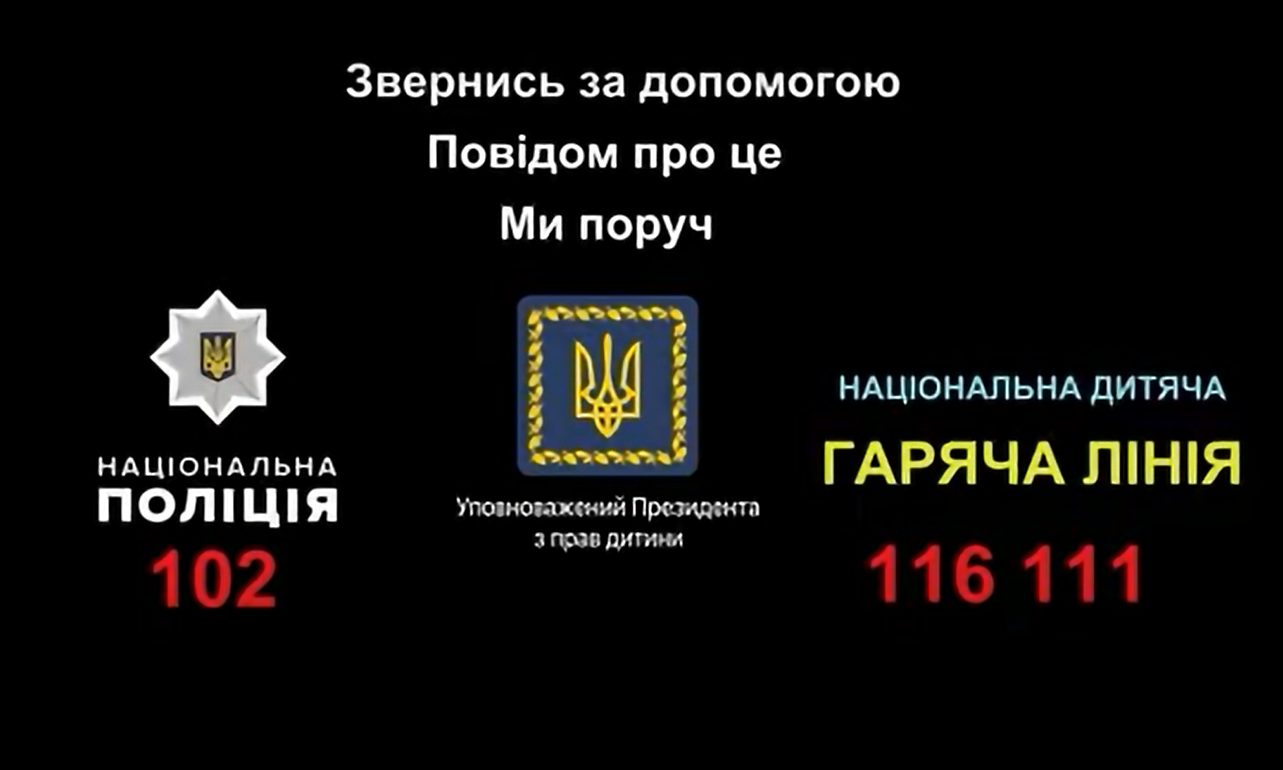 Звернись за допомогою
Повідом про це
Ми поруч
НАЦІОНАЛЬНА
ПОЛІЦІЯ
102
Уповноважений Президента
з прав дитини
НАЦІОНАЛЬНА ДИТЯЧА
ГАРЯЧА ЛІНІЯ
116 111